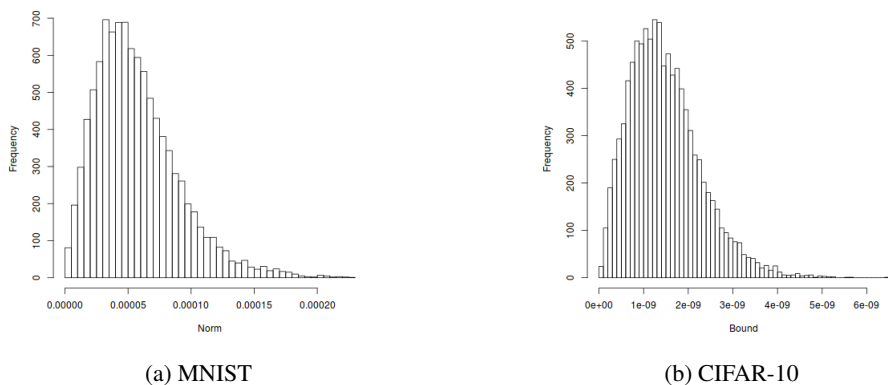 700
600
500
400
300
200
100
0
Frequency
0.00000 0.00005 0.00010 0.00015 0.00020
Norm
(a) MNIST
500
400
300
200
100
0
Frequency
0e+00 1e-09 2e-09 3e-09 4e-09 5e-09 6e-09
Bound
(b) CIFAR-10